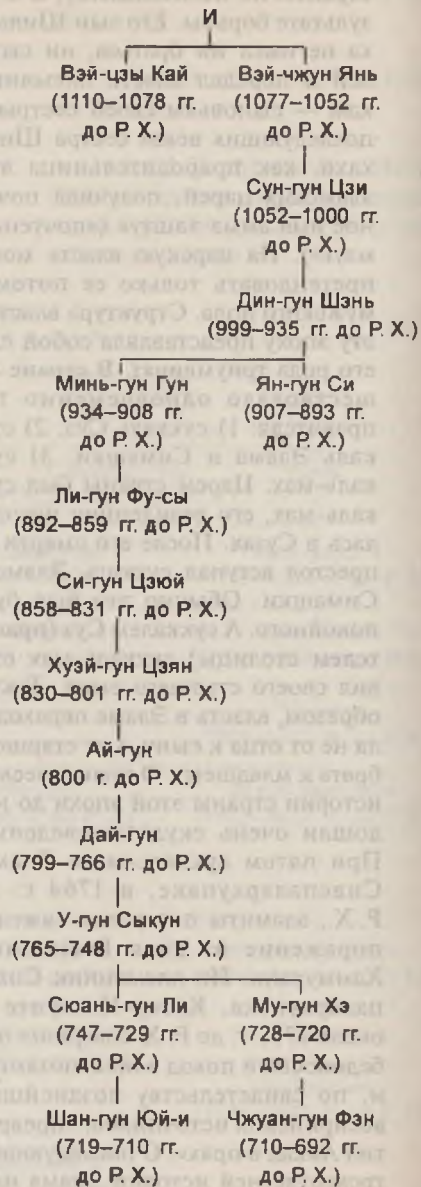 И
Вэй-цзы Кай Вэй-чжун Янь
(1110–1078 гг. (1077–1052 гг.
до Р. Х.) до Р. Х.)
Сун-гун Цзи
(1052–1000 гг.
до Р. Х.)
Дин-гун Шэнь
(999–935 гг. до Р. Х.)
Минь-гун Гун Ян-гун Си
(934–908 гг. (907–893 гг.
до Р. Х.) до Р. Х.)
Ли-гун Фу-сы
(892–859 гг. до Р. Х.)
Си-гун Цзюй
(858–831 гг. до Р. Х.)
Хуэй-гун Цзян
(830–801 гг. до Р. Х.)
Ай-гун
(800 г. до Р. Х.)
Дай-гун
(799–766 гг. до Р. Х.)
У-гун Сыкун
(765–748 гг. до Р. Х.)
Сюань-гун Ли Му-гун Хэ
(747–729 гг. (728–720 гг.
до Р. Х.) до Р. Х.)
Шан-гун Юй-и Чжуан-гун Фэн
(719–710 гг. (710–692 гг.
до Р. Х.) до Р. Х.)